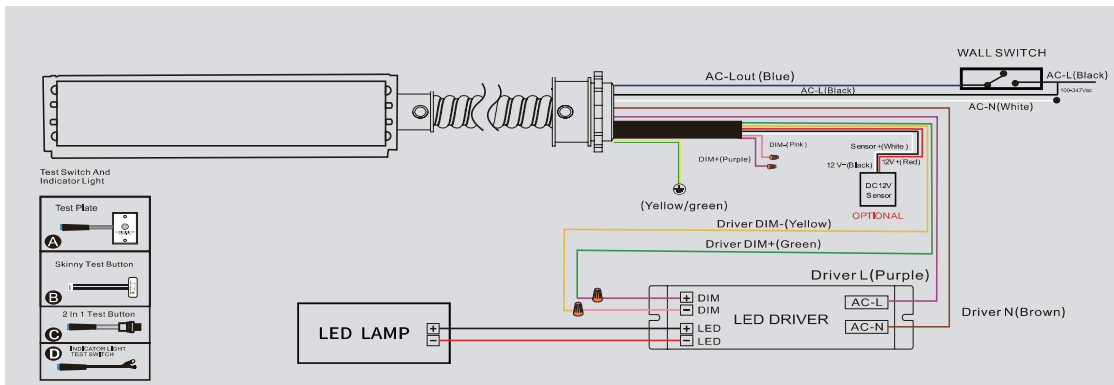 WALL SWITCH
AC-Lout (Blue)
AC-L(Black)
AC-L(Black)
100-347Vac
AC-N(White)
DIM-(Pink)
DIM+(Purple)
Sensor+(White)
12V-(Black)
12V+(Red)
DC12V
Sensor
OPTIONAL
(Yellow/green)
Driver DIM-(Yellow)
Driver DIM+(Green)
Driver L(Purple)
Driver N(Brown)
Test Switch And
Indicator Light
Test Plate
A
Skinny Test Button
B
2 In 1 Test Button
C
INDICATOR LIGHT
TEST SWITCH
D
LED LAMP
+
−
+ DIM
− DIM
+ LED
− LED
LED DRIVER
AC-L
AC-N